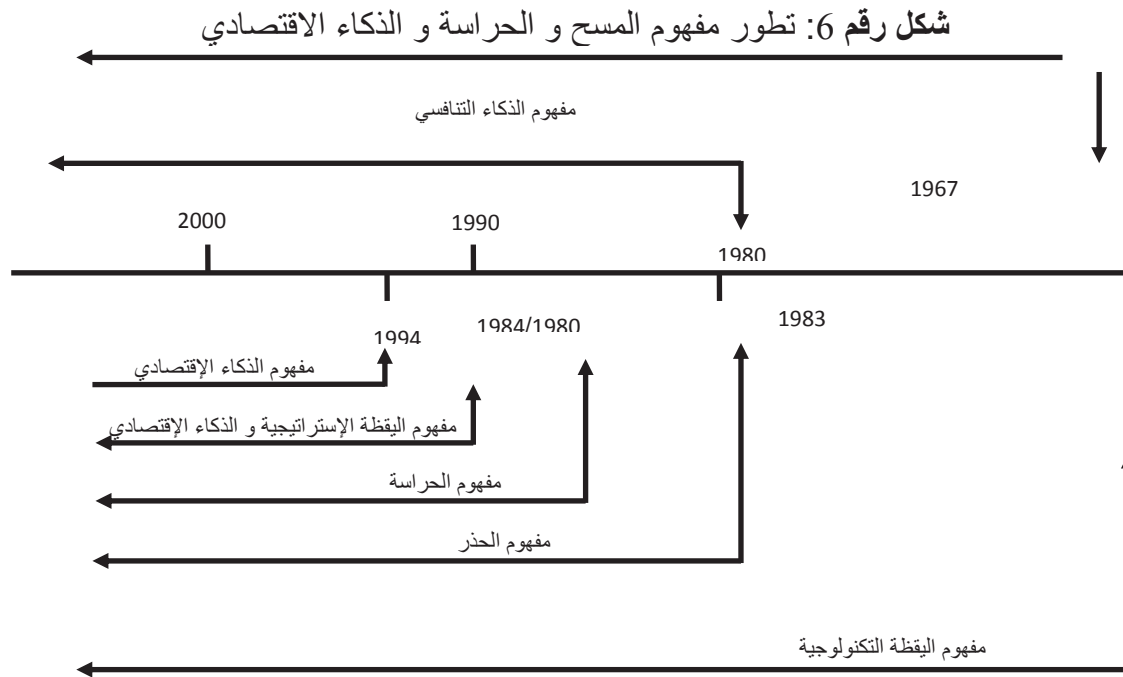 شكل رقم 6: تطور مفهوم المسح و الحراسة و الذكاء الاقتصادي
مفهوم الذكاء التنافسي
1967
1990
2000
1980
1983
1984/1980
1994
مفهوم الذكاء الإقتصادي
مفهوم اليقظة الإستراتيجية و الذكاء الإقتصادي
مفهوم الحراسة
مفهوم الحذر
مفهوم اليقظة التكنولوجية